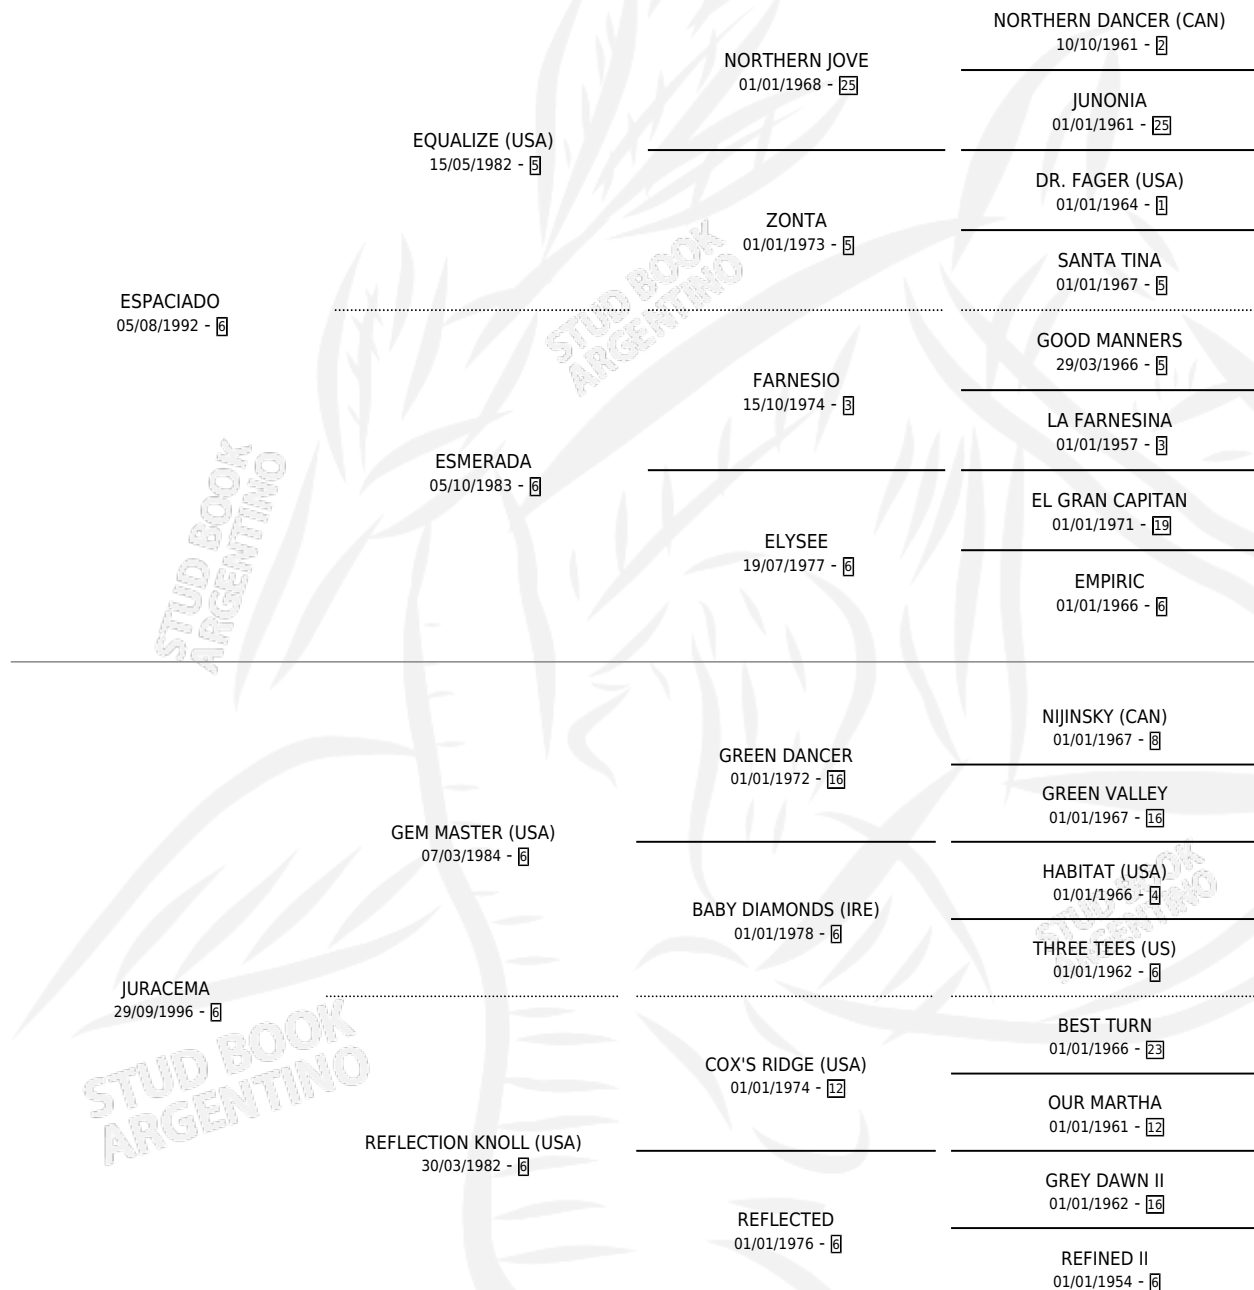 NORTHERN DANCER (CAN)
10/10/1961 - 2
NORTHERN JOVE
01/01/1968 - 25
JUNONIA
01/01/1961 - 25
EQUALIZE (USA)
15/05/1982 - 5
DR. FAGER (USA)
01/01/1964 - 1
ZONTA
01/01/1973 - 5
SANTA TINA
01/01/1967 - 5
ESPACIADO
05/08/1992 - 6
GOOD MANNERS
29/03/1966 - 5
FARNESIO
15/10/1974 - 3
LA FARNESINA
01/01/1957 - 3
ESMERADA
05/10/1983 - 6
EL GRAN CAPITAN
01/01/1971 - 19
ELYSEE
19/07/1977 - 6
EMPIRIC
01/01/1966 - 6
STUD BOOK
ARGENTINO
STUD BOOK
ARGENTINO
NIJINSKY (CAN)
01/01/1967 - 8
GREEN DANCER
01/01/1972 - 16
GREEN VALLEY
01/01/1967 - 16
GEM MASTER (USA)
07/03/1984 - 6
HABITAT (USA)
01/01/1966 - 4
BABY DIAMONDS (IRE)
01/01/1978 - 6
THREE TEES (US)
01/01/1962 - 6
JURACEMA
29/09/1996 - 6
BEST TURN
01/01/1966 - 23
COX'S RIDGE (USA)
01/01/1974 - 12
OUR MARTHA
01/01/1961 - 12
REFLECTION KNOLL (USA)
30/03/1982 - 6
GREY DAWN II
01/01/1962 - 16
REFLECTED
01/01/1976 - 6
REFINED II
01/01/1954 - 6
STUD BOOK
ARGENTINO
STUD BOOK
ARGENTINO